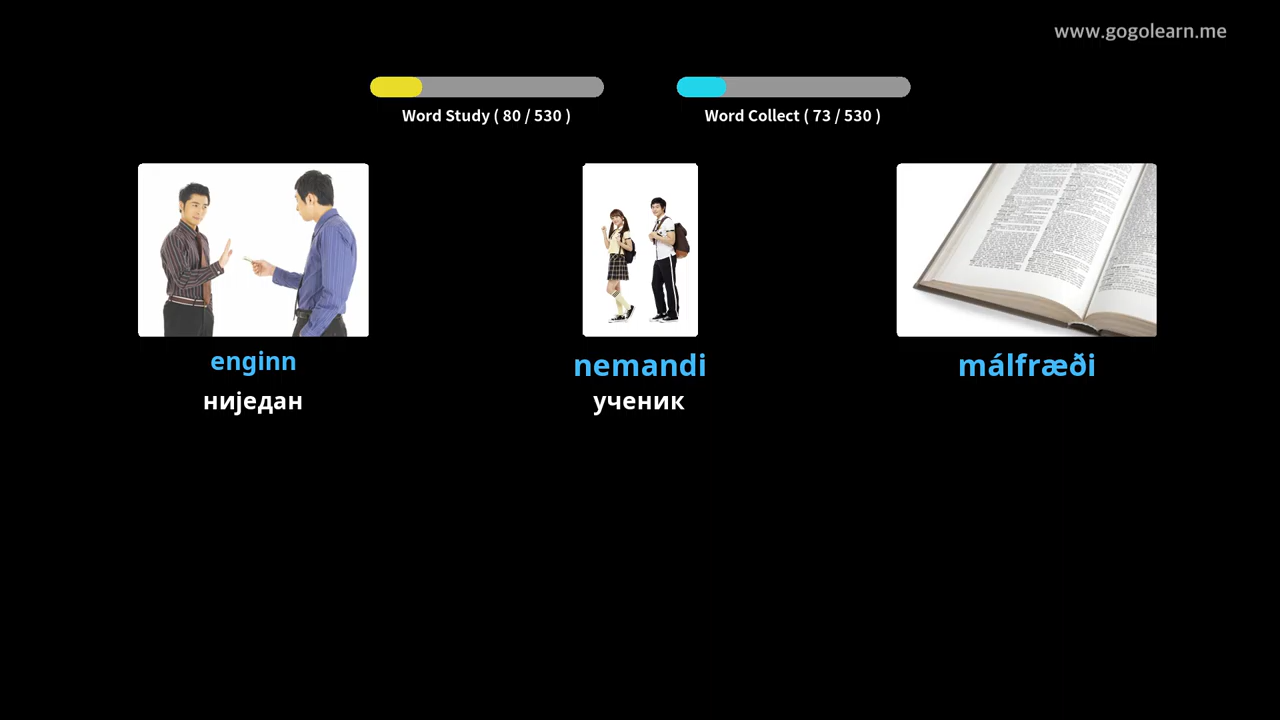 www.gogolearn.me
Word Study ( 80 / 530 )
Word Collect ( 73 / 530 )
enginn
nemandi
málfræði
ниједан
ученик